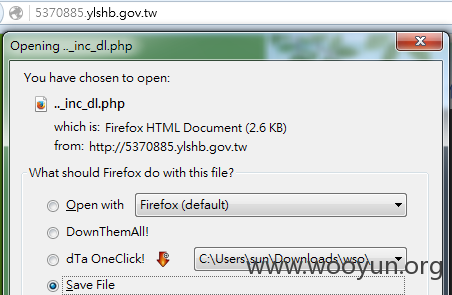 5370885.ylshb.gov.tw
Opening .._inc_dl.php
You have chosen to open:
.._inc_dl.php
which is: Firefox HTML Document (2.6 KB)
from: http://5370885.ylshb.gov.tw
What should Firefox do with this file?
Open with Firefox (default)
DownThemAll!
dTa OneClick! C:\Users\sun\Downloads\wso\
www.wooyun.org
Save File